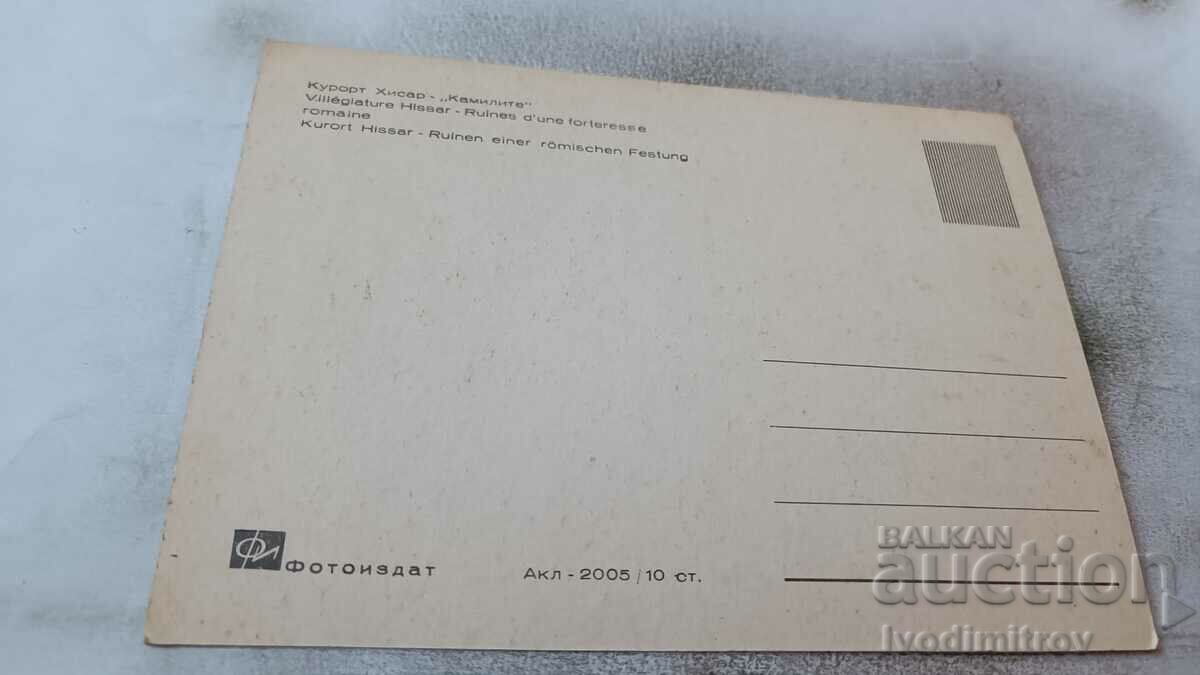 Курорт Хисар - „Камилите"
Villégiature Hissar - Ruines d'une forteresse
romaine
Kurort Hissar - Ruinen einer römischen Festung
ФИ
Фотоиздат
Акл - 2005 / 10 ст.
BALKAN
auction
Ivodimitrov